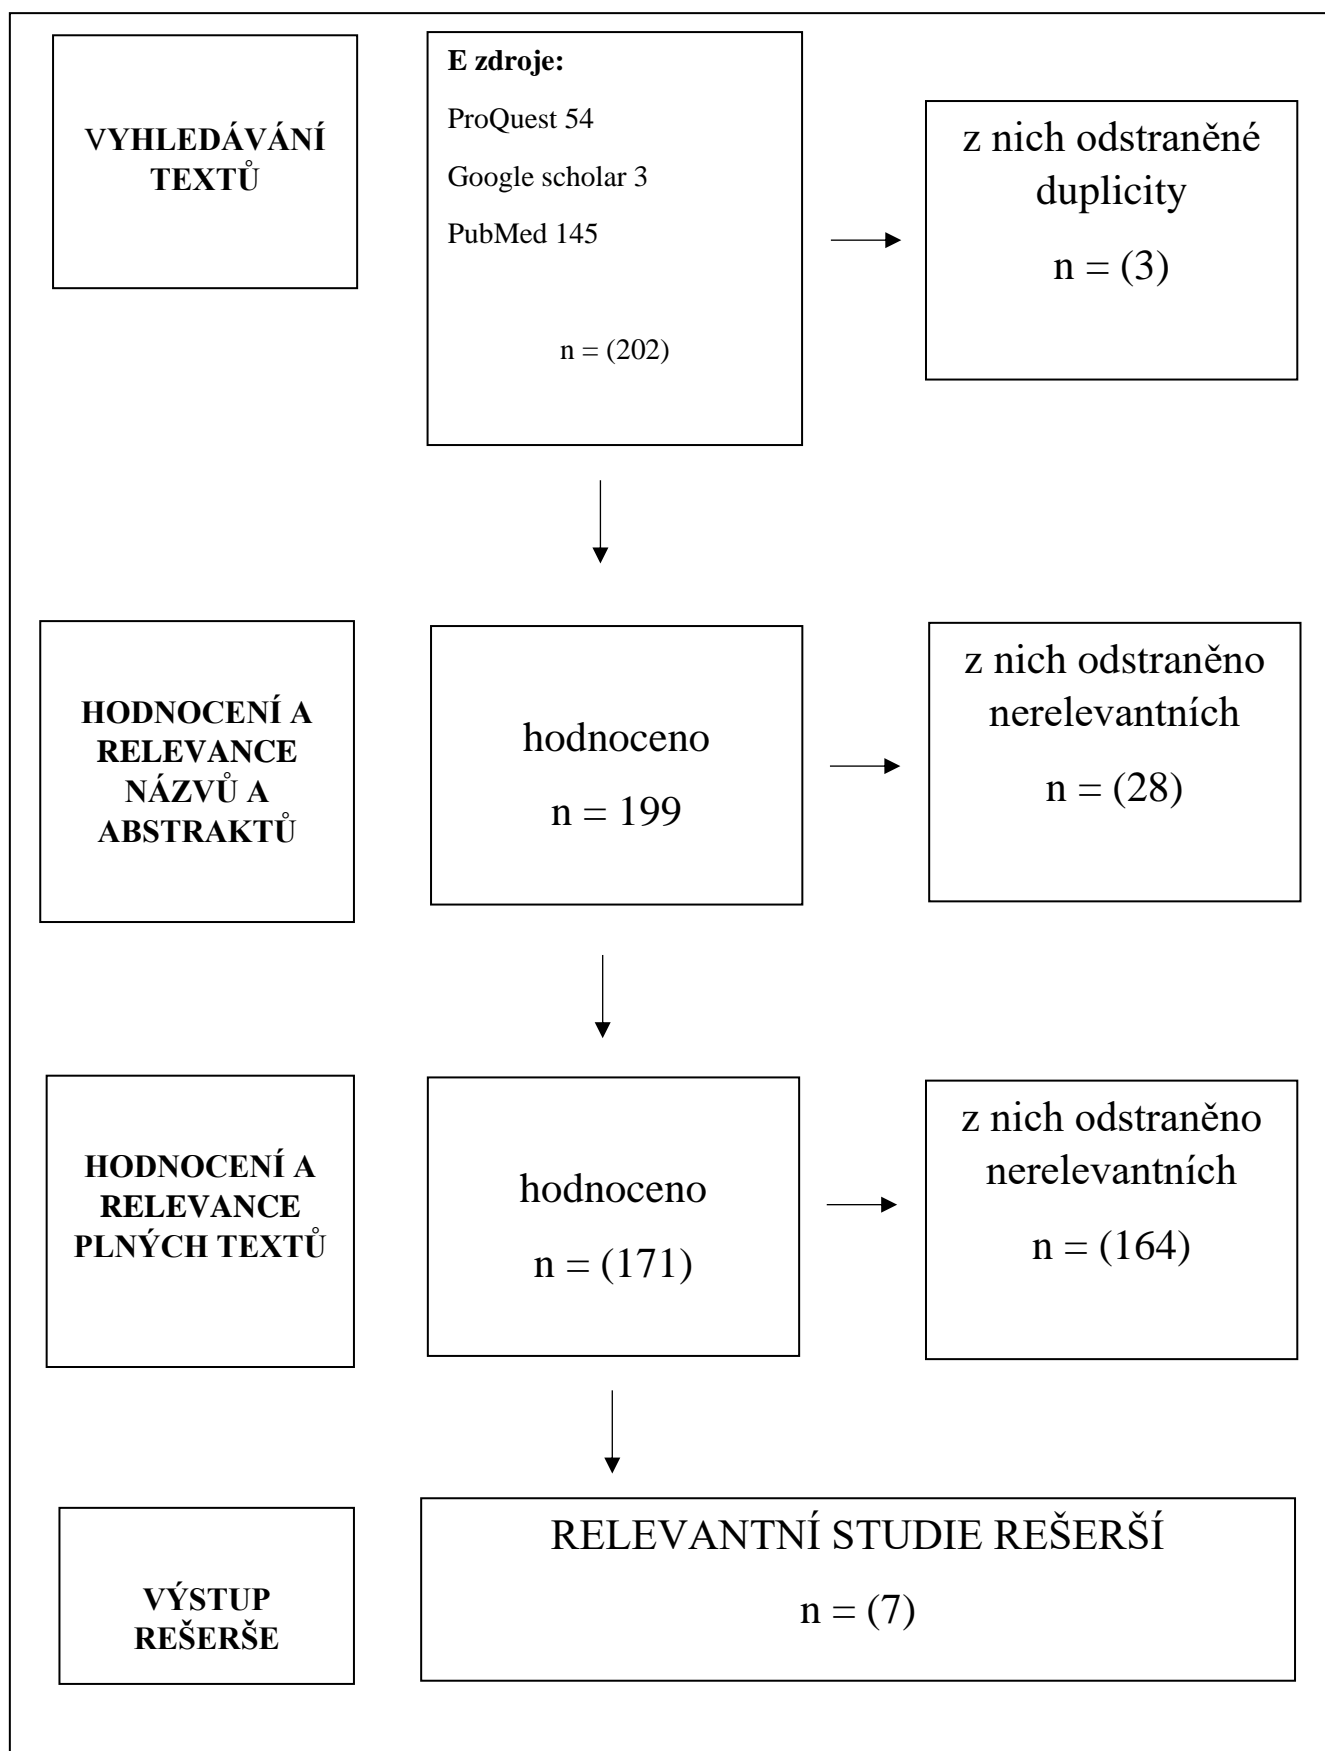 VYHLEDÁVÁNÍ
TEXTŮ
E zdroje:
ProQuest 54
Google scholar 3
PubMed 145
n = (202)
z nich odstraněné
duplicity
n = (3)
HODNOCENÍ A
RELEVANCE
NÁZVŮ A
ABSTRAKTŮ
hodnoceno
n = 199
z nich odstraněno
nerelevantních
n = (28)
HODNOCENÍ A
RELEVANCE
PLNÝCH TEXTŮ
hodnoceno
n = (171)
z nich odstraněno
nerelevantních
n = (164)
VÝSTUP
REŠERŠE
RELEVANTNÍ STUDIE REŠERŠÍ
n = (7)